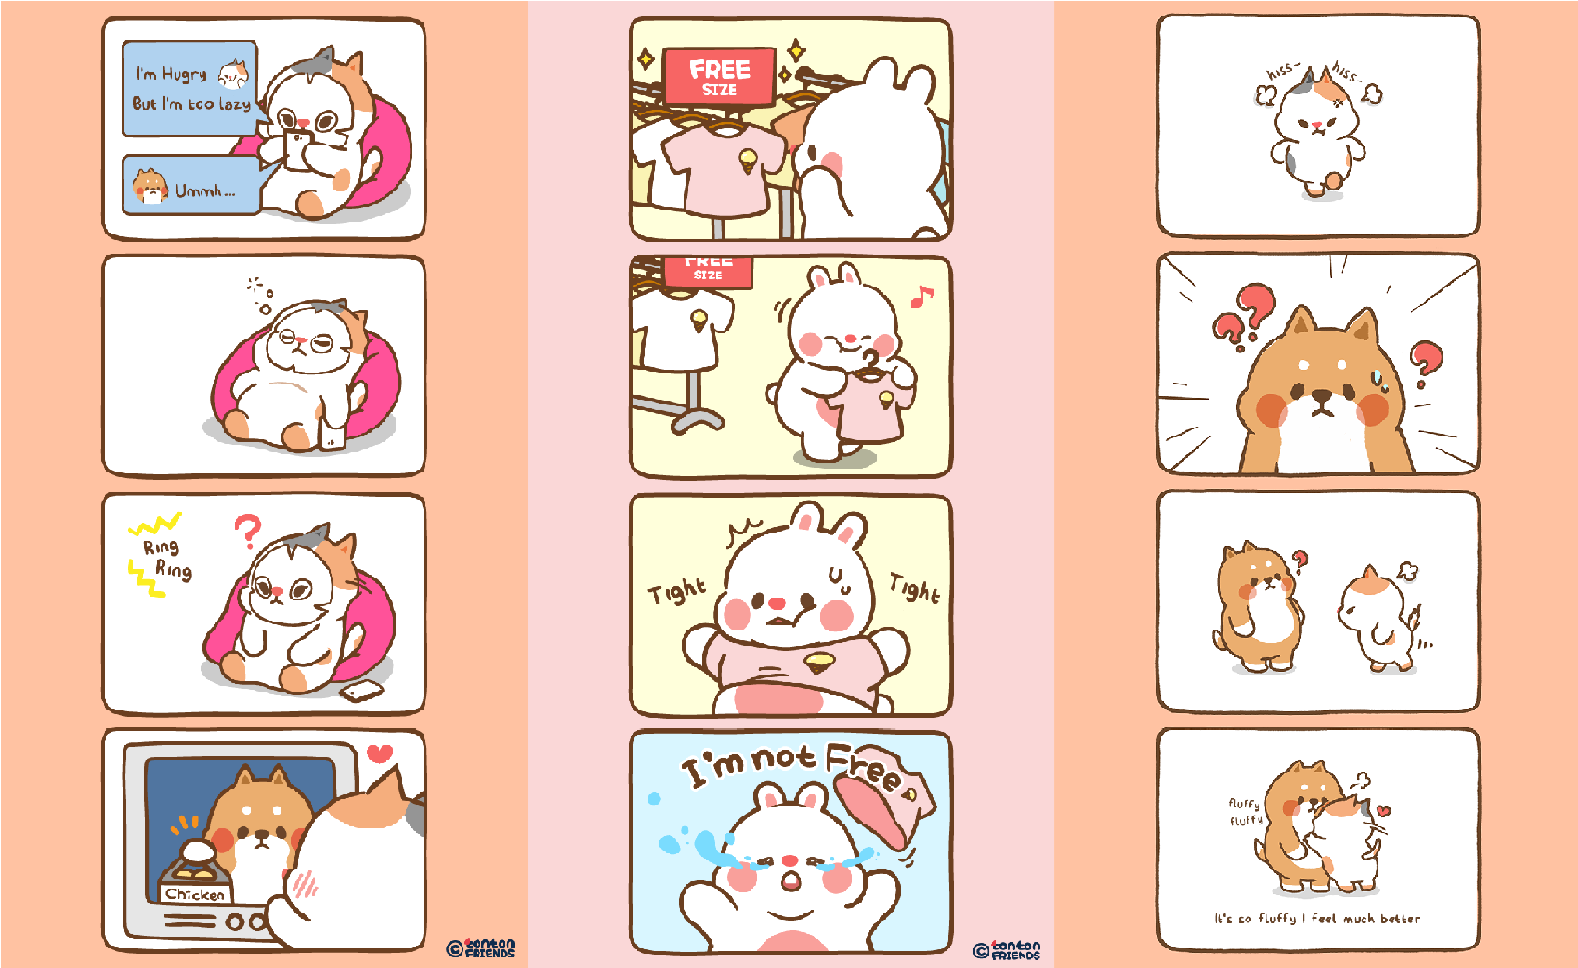 I'm Hugry
But I'm too lazy
Ummh...
Ring
Ring
Chicken
© tonton
FRIENDS
FREE
SIZE
FREE
SIZE
Tight
Tight
I'm not Free
© tonton
FRIENDS
hiss~
hiss~
fluffy
fluffy
It's so fluffy I feel much better